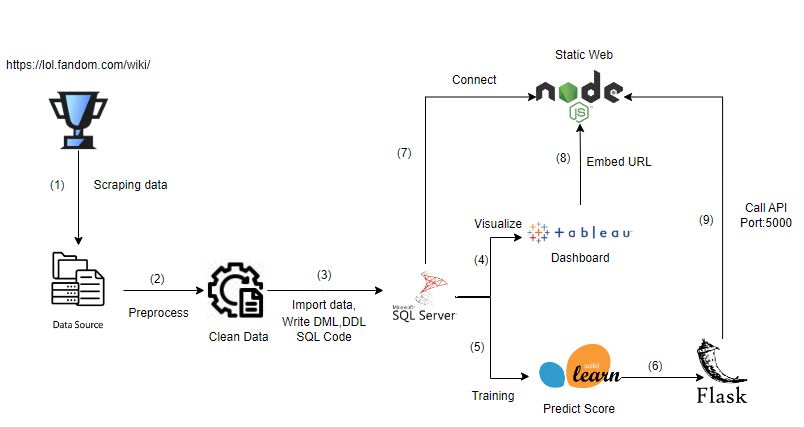 https://lol.fandom.com/wiki/
(1)
Scraping data
Data Source
(2)
Preprocess
Clean Data
(3)
Import data,
Write DML,DDL
SQL Code
Microsoft
SQL Server
(7)
Connect
Static Web
node
JS
(8)
Embed URL
Visualize
(4)
tableau
Dashboard
(5)
Training
scikit
learn
Predict Score
(6)
Flask
(9)
Call API
Port:5000